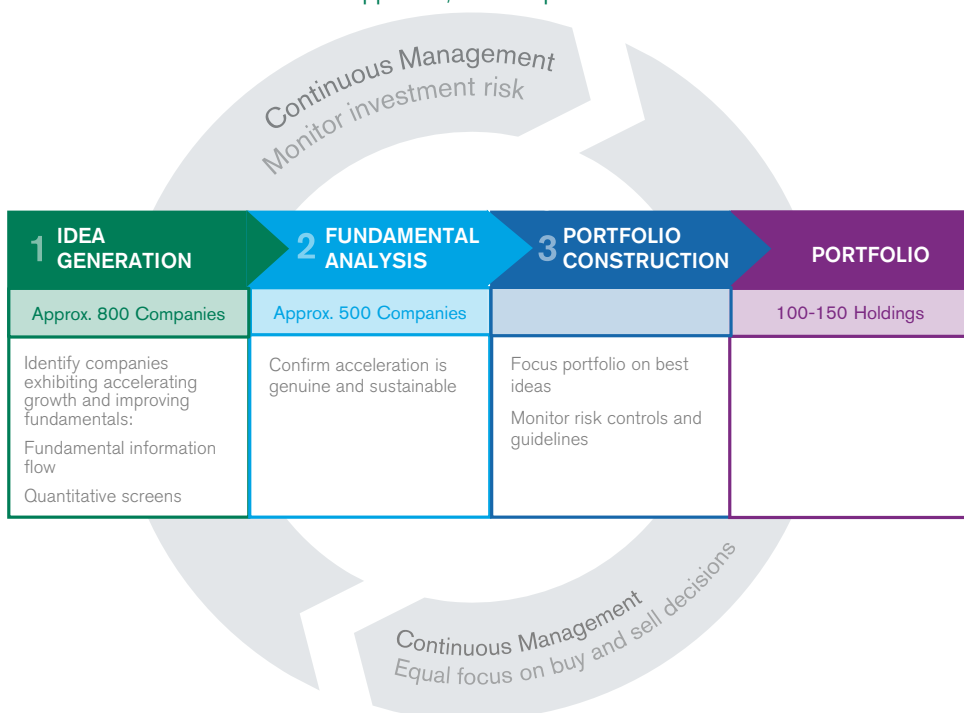 Continuous Management
Monitor investment risk
1 IDEA
GENERATION
2 FUNDAMENTAL
ANALYSIS
3 PORTFOLIO
CONSTRUCTION
PORTFOLIO
Approx. 800 Companies
Approx. 500 Companies
100-150 Holdings
Identify companies
exhibiting accelerating
growth and improving
fundamentals:
Fundamental information
flow
Quantitative screens
Confirm acceleration is
genuine and sustainable
Focus portfolio on best
ideas
Monitor risk controls and
guidelines
Continuous Management
Equal focus on buy and sell decisions